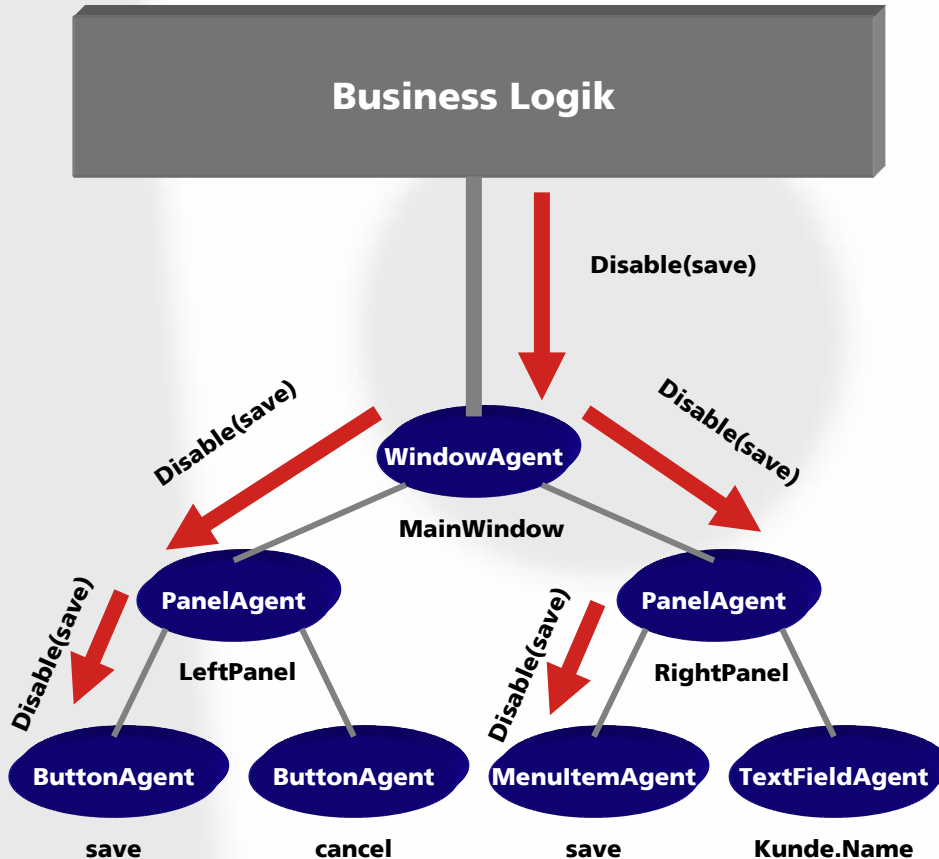 Business Logik
Disable(save)
Disable(save)
Disable(save)
WindowAgent
MainWindow
Disable(save)
PanelAgent
LeftPanel
Disable(save)
PanelAgent
RightPanel
ButtonAgent
ButtonAgent
MenuItemAgent
TextFieldAgent
save
cancel
save
Kunde.Name